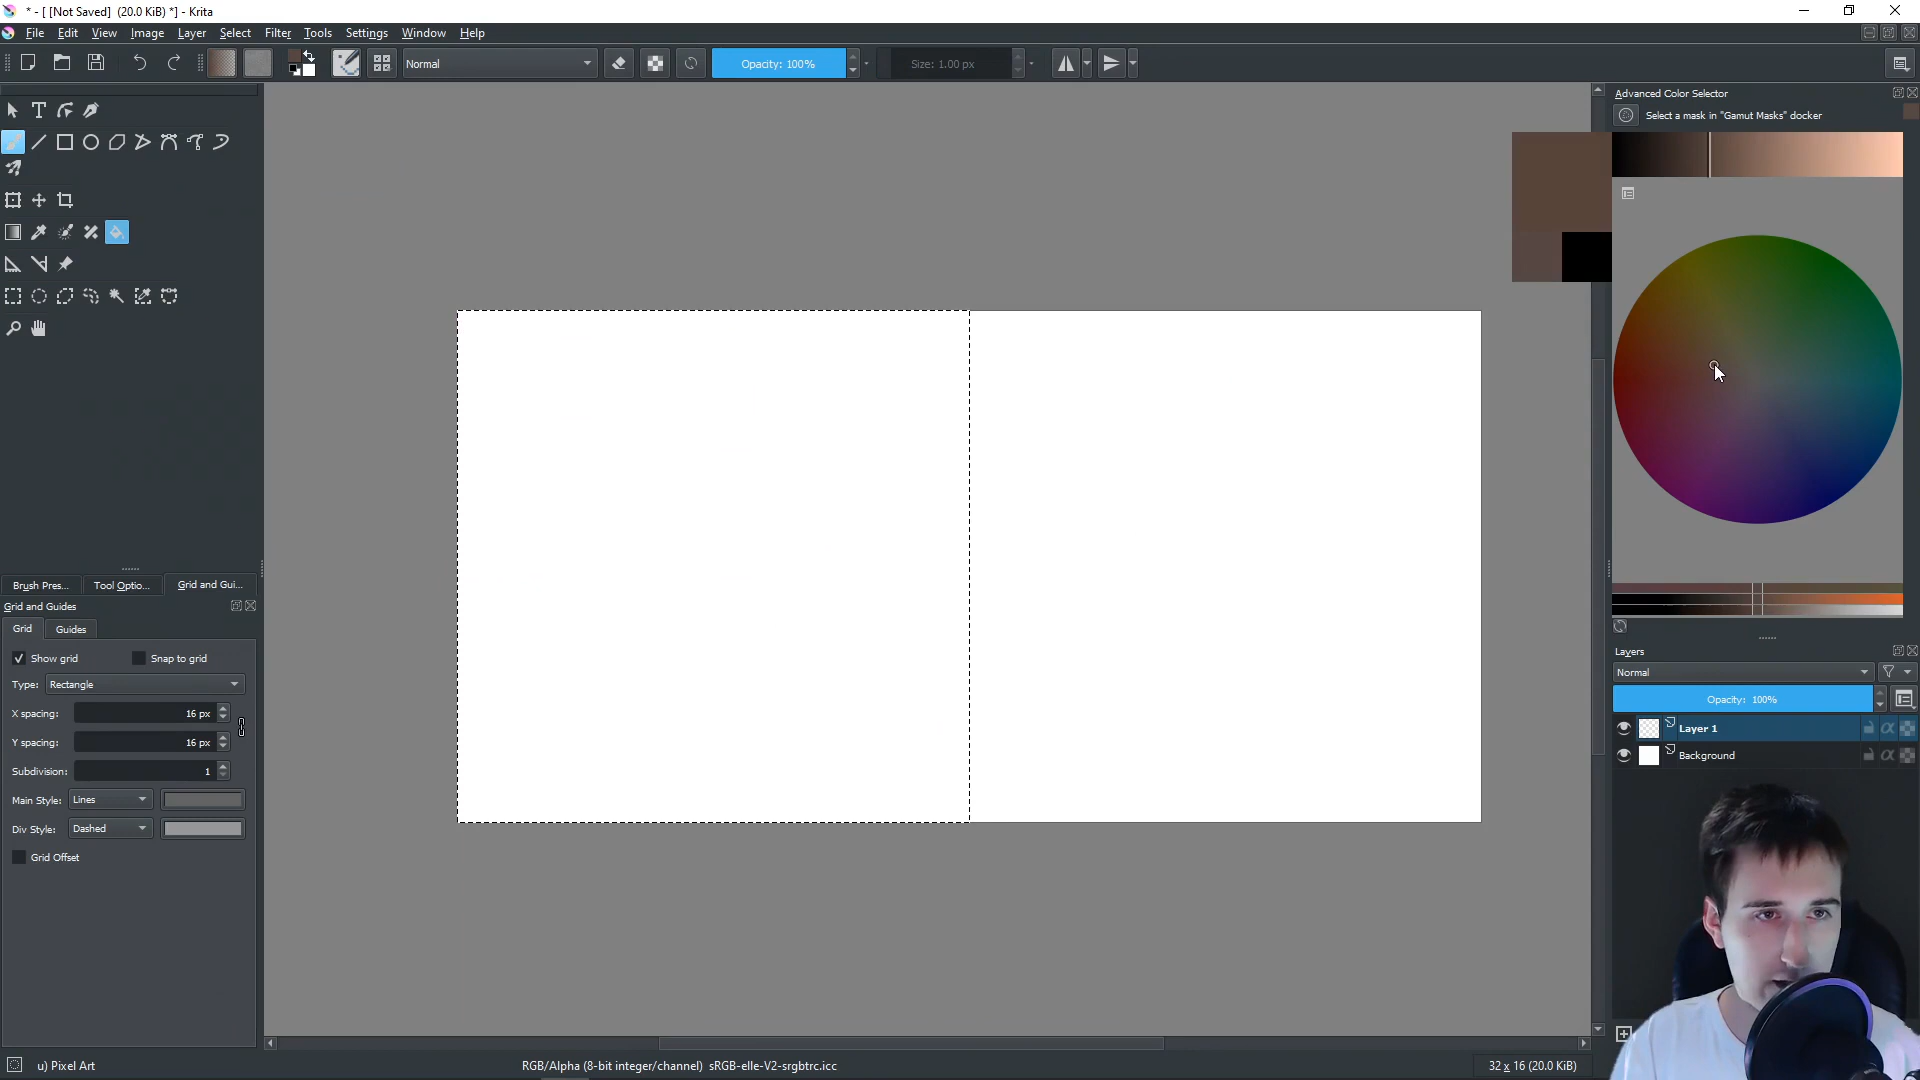 * - [ [Not Saved]  (20.0 KiB) *] - Krita
File Edit View Image Layer Select Filter Tools Settings Window Help
Normal
Opacity: 100%
Size: 1.00 px
Advanced Color Selector
Select a mask in "Gamut Masks" docker
Brush Pres...
Tool Optio...
Grid and Gui...
Grid and Guides
Grid
Guides
Show grid
Snap to grid
Type: Rectangle
X spacing: 16 px
Y spacing: 16 px
Subdivision: 1
Main Style: Lines
Div Style: Dashed
Grid Offset
Layers
Normal
Opacity: 100%
Layer 1
Background
u) Pixel Art
RGB/Alpha (8-bit integer/channel)  sRGB-elle-V2-srgbtrc.icc
32 x 16 (20.0 KiB)